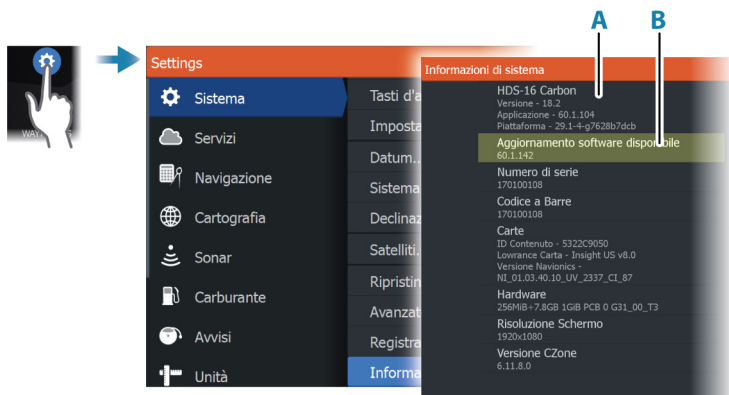 A B
WAY
Settings
Sistema
Servizi
Navigazione
Cartografia
Sonar
Carburante
Avvisi
Unità
Tasti d'a
Imposta
Datum..
Sistema
Declinaz
Satelliti.
Ripristin
Avanzat
Registra
Informa
Informazioni di sistema
HDS-16 Carbon
Versione - 18.2
Applicazione - 60.1.104
Piattaforma - 29.1-4-g7628b7dcb
Aggiornamento software disponibile
60.1.142
Numero di serie
170100108
Codice a Barre
170100108
Carte
ID Contenuto - 5322C9050
Lowrance Carta - Insight US v8.0
Versione Navionics -
NI_01.03.40.10_UV_2337_CI_87
Hardware
256MiB+7.8GB 1GiB PCB 0 G31_00_T3
Risoluzione Schermo
1920x1080
Versione CZone
6.11.8.0